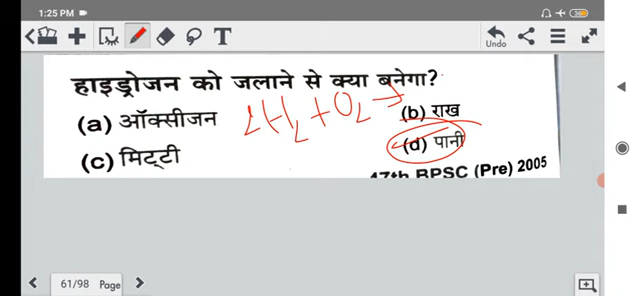 1:25 PM
Undo
हाइड्रोजन को जलाने से क्या बनेगा?
(a) ऑक्सीजन 2H2 + O2 → (b) राख
(c) मिट्टी (d) पानी
47th BPSC (Pre) 2005
61/98 Page